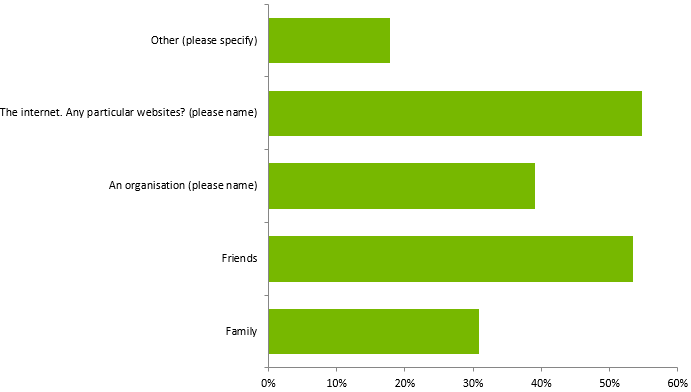 Other (please specify)
The internet. Any particular websites? (please name)
An organisation (please name)
Friends
Family
0% 10% 20% 30% 40% 50% 60%